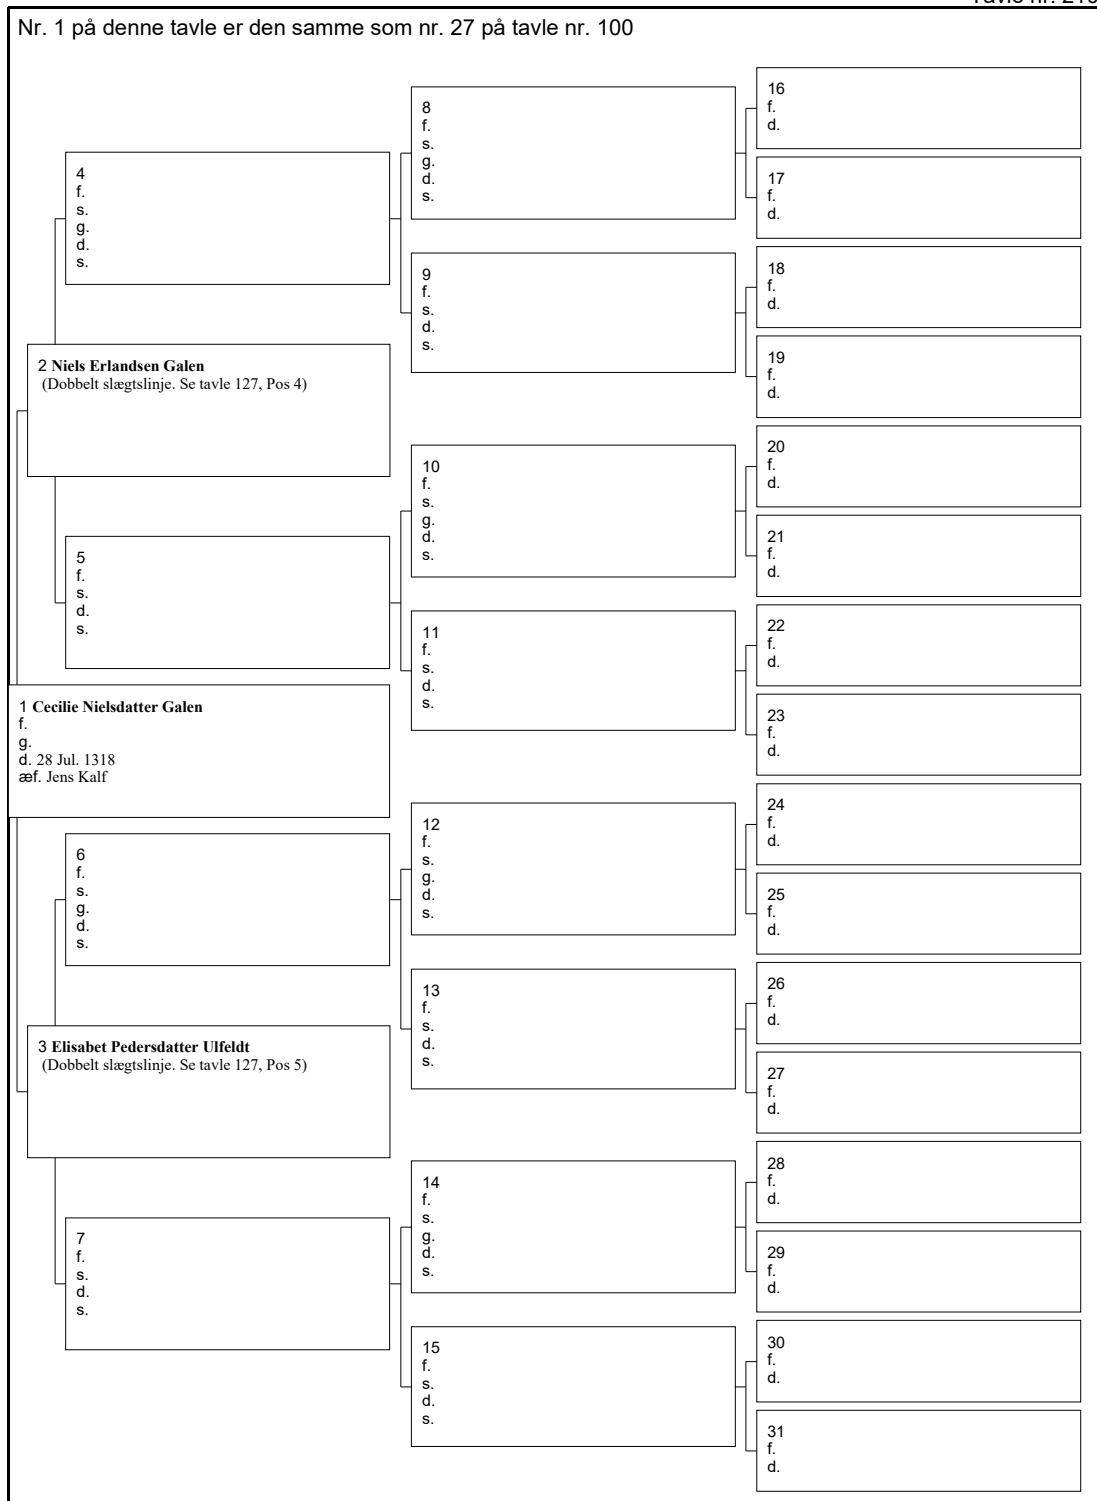 Nr. 1 på denne tavle er den samme som nr. 27 på tavle nr. 100
16
f.
d.
8
f.
s.
g.
d.
s.
17
f.
d.
4
f.
s.
g.
d.
s.
18
f.
d.
9
f.
s.
d.
s.
19
f.
d.
2 Niels Erlandsen Galen
(Dobbelt slægtslinje. Se tavle 127, Pos 4)
20
f.
d.
10
f.
s.
g.
d.
s.
21
f.
d.
5
f.
s.
d.
s.
22
f.
d.
11
f.
s.
d.
s.
23
f.
d.
1 Cecilie Nielsdatter Galen
f.
g.
d. 28 Jul. 1318
æf. Jens Kalf
24
f.
d.
12
f.
s.
g.
d.
s.
25
f.
d.
6
f.
s.
g.
d.
s.
26
f.
d.
13
f.
s.
d.
s.
27
f.
d.
3 Elisabet Pedersdatter Ulfeldt
(Dobbelt slægtslinje. Se tavle 127, Pos 5)
28
f.
d.
14
f.
s.
g.
d.
s.
29
f.
d.
7
f.
s.
d.
s.
30
f.
d.
15
f.
s.
d.
s.
31
f.
d.